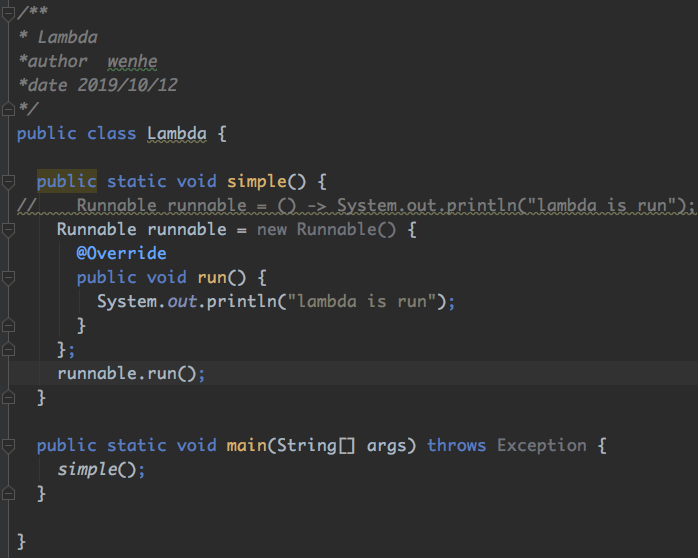 /**
* Lambda
*author  wenhe
*date 2019/10/12
*/
public class Lambda {
public static void simple() {
//    Runnable runnable = () -> System.out.println("lambda is run");
Runnable runnable = new Runnable() {
@Override
public void run() {
System.out.println("lambda is run");
}
};
runnable.run();
}
public static void main(String[] args) throws Exception {
simple();
}
}